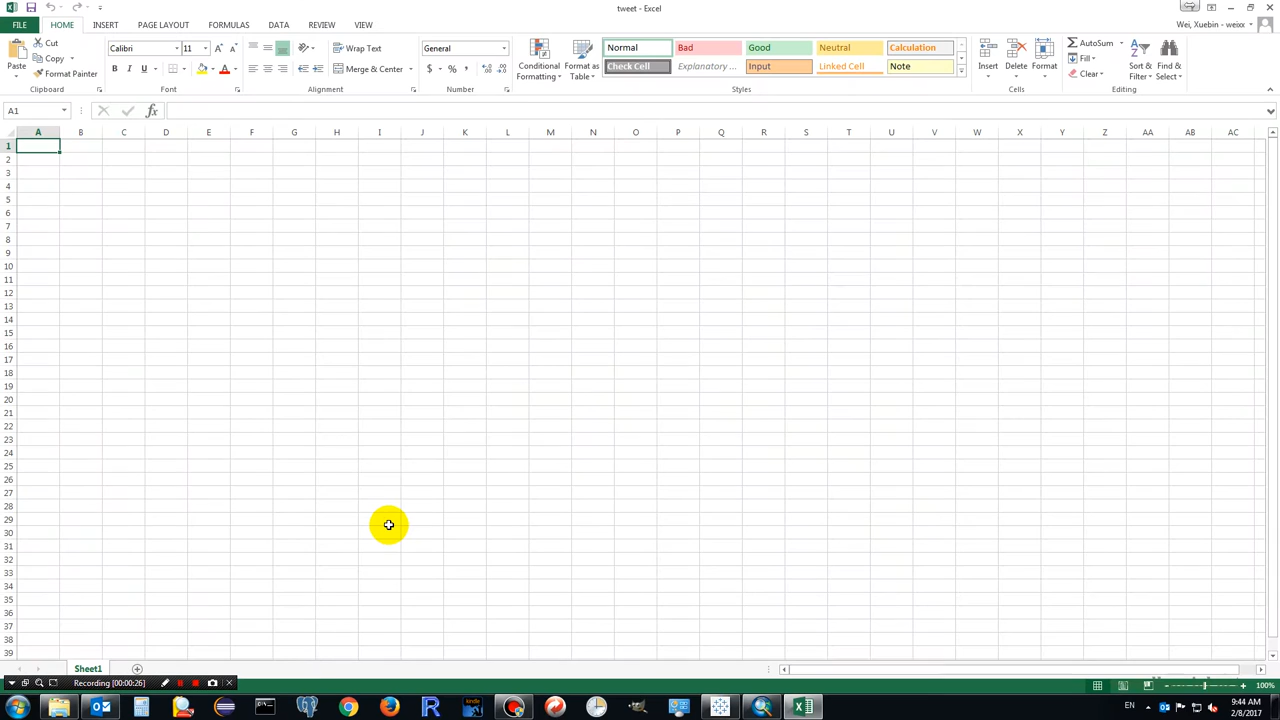 tweet - Excel
FILE HOME INSERT PAGE LAYOUT FORMULAS DATA REVIEW VIEW Wei, Xuebin - weixx
Paste
Cut
Copy
Format Painter
Clipboard
Calibri 11
B I U
Font
Wrap Text
Merge & Center
Alignment
General
$ % ,
Number
Conditional Formatting
Format as Table
Normal Bad Good Neutral Calculation
Check Cell Explanatory ... Input Linked Cell Note
Styles
Insert Delete Format
Cells
AutoSum
Fill
Clear
Sort & Filter
Find & Select
Editing
A1 fx
A B C D E F G H I J K L M N O P Q R S T U V W X Y Z AA AB AC
1
2
3
4
5
6
7
8
9
10
11
12
13
14
15
16
17
18
19
20
21
22
23
24
25
26
27
28
29
30
31
32
33
34
35
36
37
38
39
Sheet1
Recording [00:00:26]
100%
kindle
R
EN
9:44 AM
2/8/2017